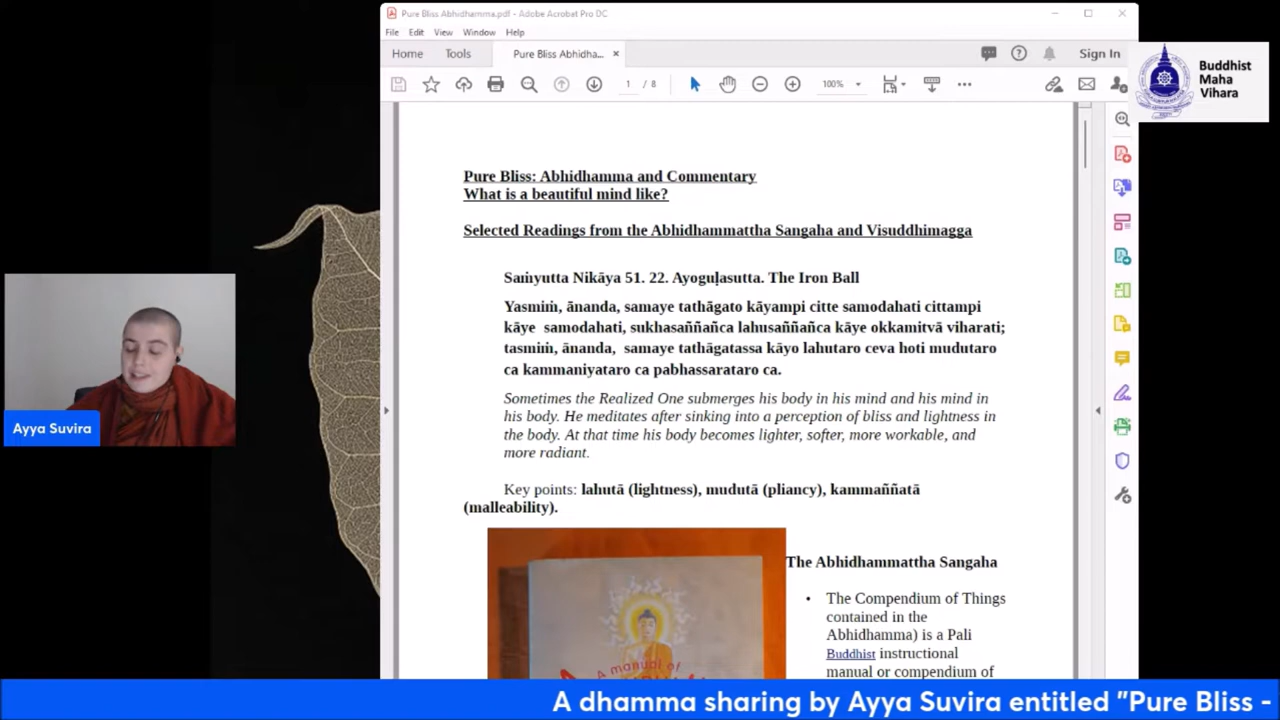 Pure Bliss Abhidhamma.pdf - Adobe Acrobat Pro DC
File Edit View Window Help
Home Tools Pure Bliss Abhidha... × Sign In
1 / 8 100%
Buddhist
Maha
Vihara
Pure Bliss: Abhidhamma and Commentary
What is a beautiful mind like?
Selected Readings from the Abhidhammattha Sangaha and Visuddhimagga
Saṁyutta Nikāya 51. 22. Ayoguḷasutta. The Iron Ball
Yasmiṁ, ānanda, samaye tathāgato kāyampi citte samodahati cittampi
kāye samodahati, sukhasaññañca lahusaññañca kāye okkamitvā viharati;
tasmiṁ, ānanda, samaye tathāgatassa kāyo lahutaro ceva hoti mudutaro
ca kammaniyataro ca pabhassarataro ca.
Sometimes the Realized One submerges his body in his mind and his mind in
his body. He meditates after sinking into a perception of bliss and lightness in
the body. At that time his body becomes lighter, softer, more workable, and
more radiant.
Key points: lahutā (lightness), mudutā (pliancy), kammaññatā
(malleability).
The Abhidhammattha Sangaha
• The Compendium of Things
contained in the
Abhidhamma) is a Pali
Buddhist instructional
manual or compendium of
A manual of
Ayya Suvira
A dhamma sharing by Ayya Suvira entitled "Pure Bliss -